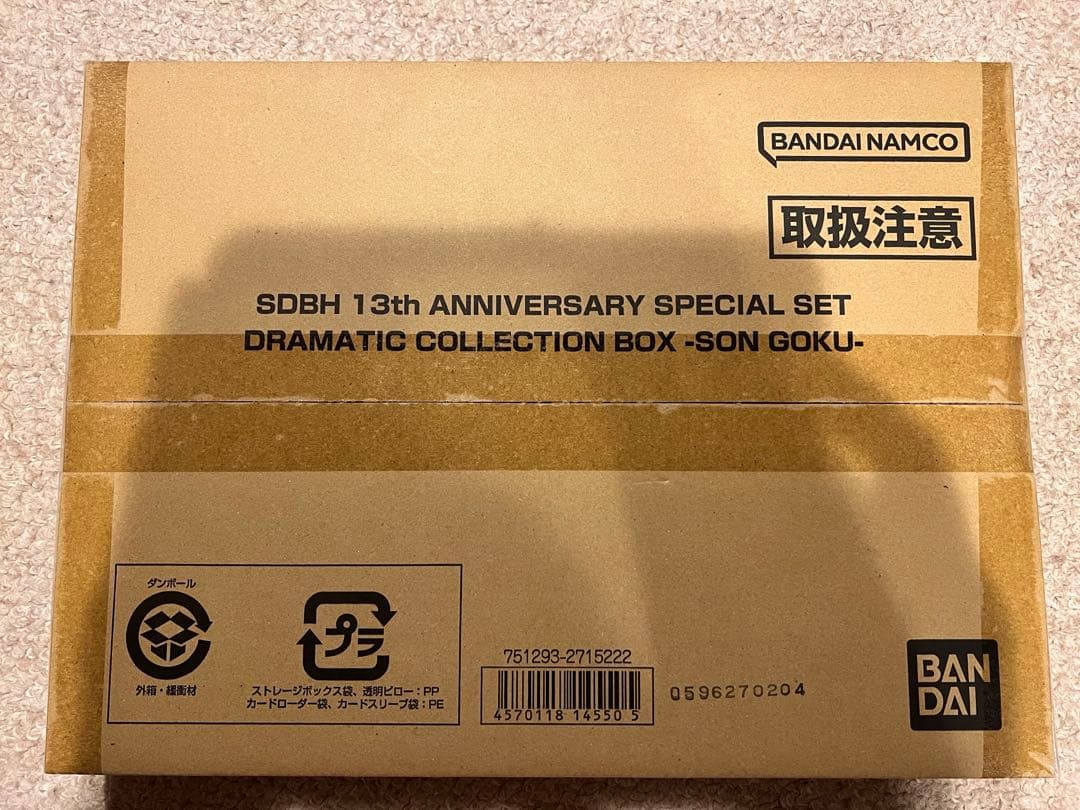 BANDAI NAMCO
取扱注意
SDBH 13th ANNIVERSARY SPECIAL SET
DRAMATIC COLLECTION BOX -SON GOKU-
ダンボール
外箱・緩衝材
プラ
ストレージボックス袋、透明ピロー：PP
カードローダー袋、カードスリーブ袋：PE
751293-2715222
4570118 14550 5
0596270204
BAN
DAI